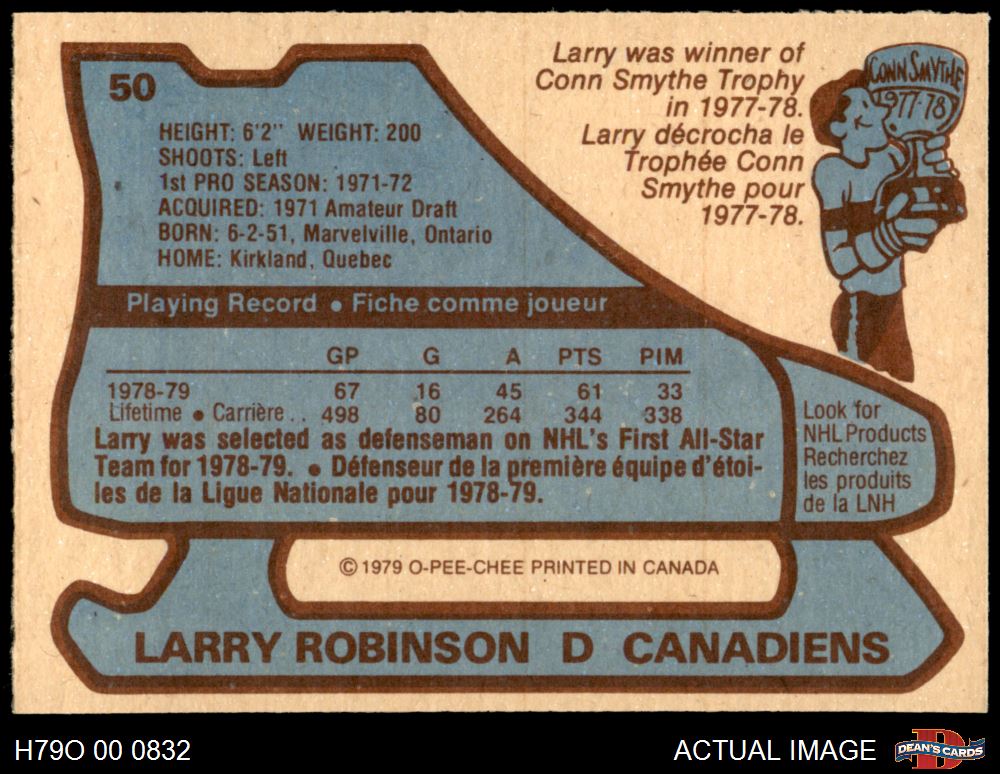 50
HEIGHT: 6'2" WEIGHT: 200
SHOOTS: Left
1st PRO SEASON: 1971-72
ACQUIRED: 1971 Amateur Draft
BORN: 6-2-51, Marvelville, Ontario
HOME: Kirkland, Quebec
Larry was winner of
Conn Smythe Trophy
in 1977-78.
Larry décrocha le
Trophée Conn
Smythe pour
1977-78.
CONN SMYTHE
1977-78
Playing Record • Fiche comme joueur
GP G A PTS PIM
1978-79 67 16 45 61 33
Lifetime • Carrière . . 498 80 264 344 338
Larry was selected as defenseman on NHL's First All-Star
Team for 1978-79. • Défenseur de la première équipe d'étoi-
les de la Ligue Nationale pour 1978-79.
Look for
NHL Products
Recherchez
les produits
de la LNH
© 1979 O-PEE-CHEE PRINTED IN CANADA
LARRY ROBINSON D CANADIENS
H79O 00 0832
ACTUAL IMAGE
D
DEAN'S CARDS